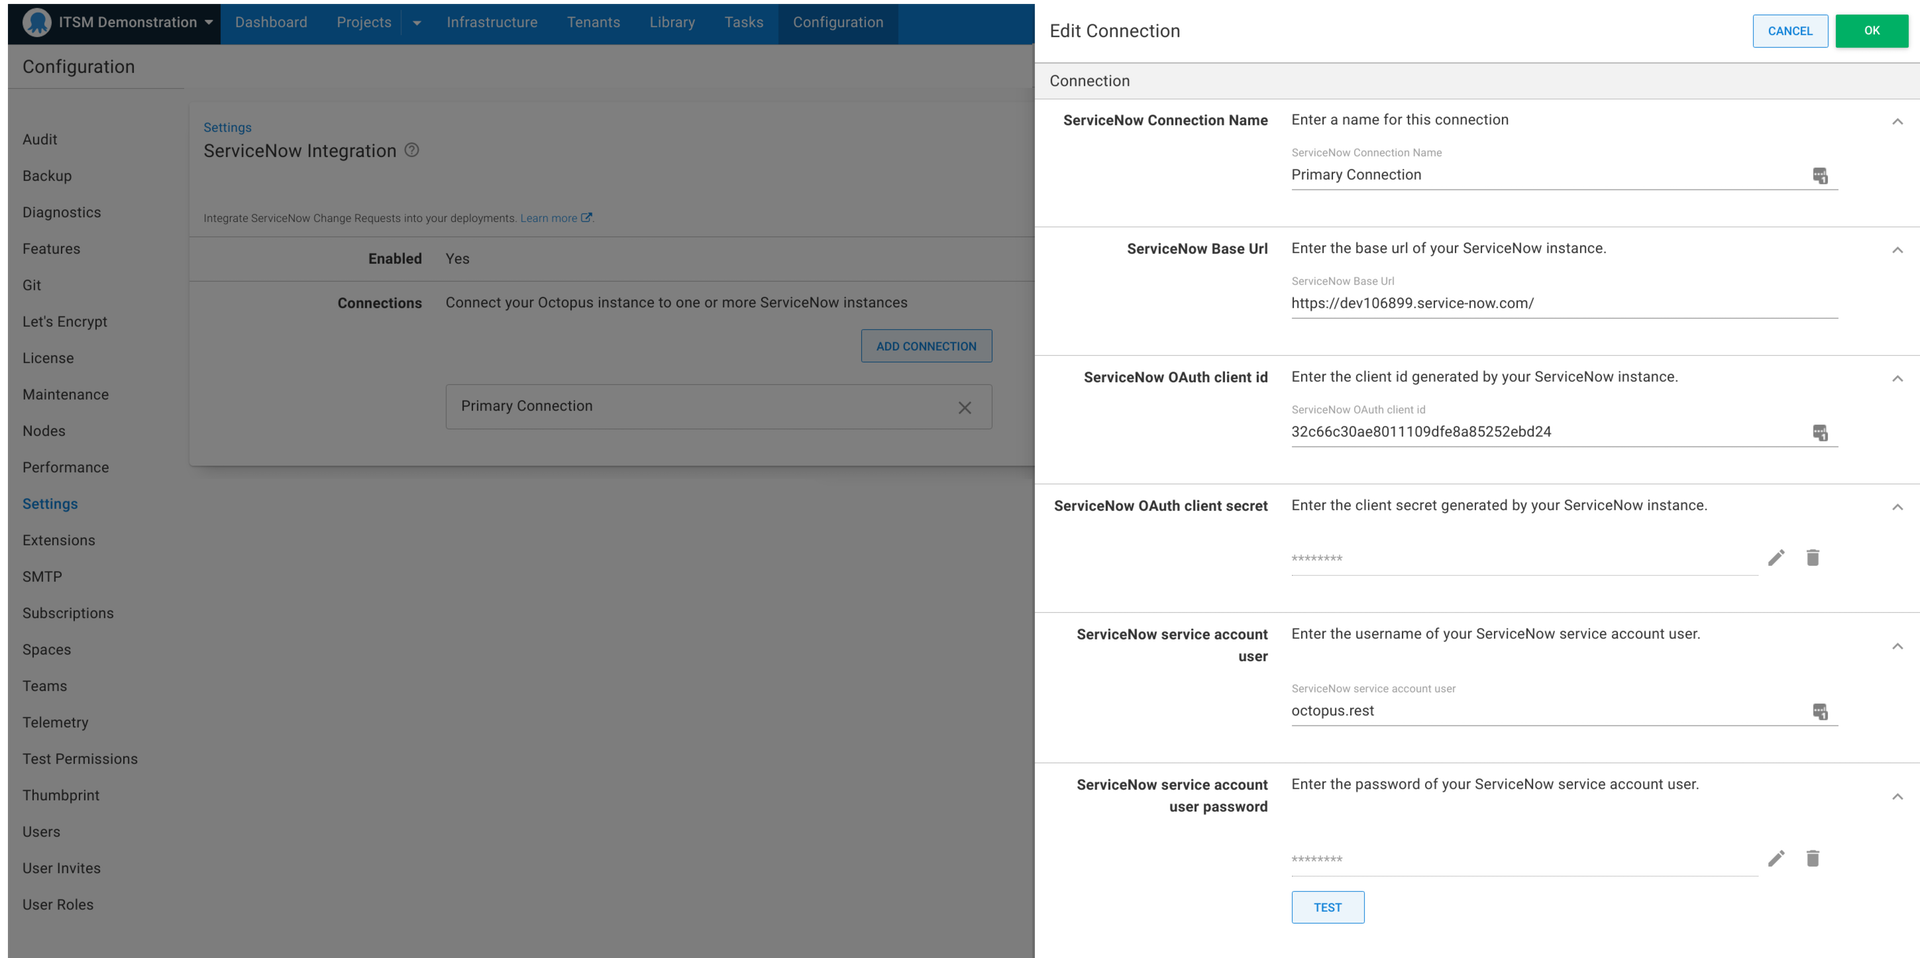 ITSM Demonstration
Dashboard
Projects
Infrastructure
Tenants
Library
Tasks
Configuration
Configuration
Audit
Backup
Diagnostics
Features
Git
Let's Encrypt
License
Maintenance
Nodes
Performance
Settings
Extensions
SMTP
Subscriptions
Spaces
Teams
Telemetry
Test Permissions
Thumbprint
Users
User Invites
User Roles
Settings
ServiceNow Integration
Integrate ServiceNow Change Requests into your deployments. Learn more.
Enabled Yes
Connections Connect your Octopus instance to one or more ServiceNow instances
ADD CONNECTION
Primary Connection
Edit Connection
CANCEL
OK
Connection
ServiceNow Connection Name Enter a name for this connection
ServiceNow Connection Name
Primary Connection
ServiceNow Base Url Enter the base url of your ServiceNow instance.
ServiceNow Base Url
https://dev106899.service-now.com/
ServiceNow OAuth client id Enter the client id generated by your ServiceNow instance.
ServiceNow OAuth client id
32c66c30ae8011109dfe8a85252ebd24
ServiceNow OAuth client secret Enter the client secret generated by your ServiceNow instance.
********
ServiceNow service account Enter the username of your ServiceNow service account user.
user
ServiceNow service account user
octopus.rest
ServiceNow service account Enter the password of your ServiceNow service account user.
user password
********
TEST